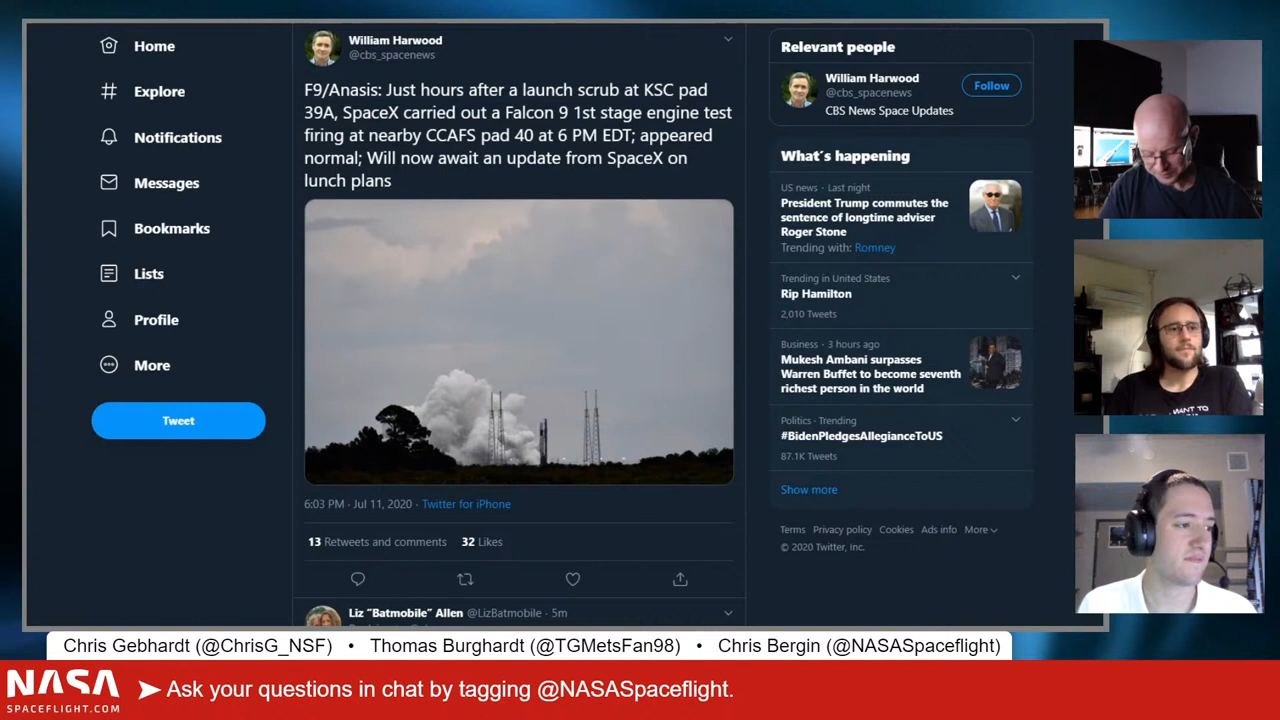 Home
Explore
Notifications
Messages
Bookmarks
Lists
Profile
More
Tweet
William Harwood
@cbs_spacenews
F9/Anasis: Just hours after a launch scrub at KSC pad
39A, SpaceX carried out a Falcon 9 1st stage engine test
firing at nearby CCAFS pad 40 at 6 PM EDT; appeared
normal; Will now await an update from SpaceX on
lunch plans
6:03 PM · Jul 11, 2020 · Twitter for iPhone
13 Retweets and comments 32 Likes
Liz "Batmobile" Allen @LizBatmobile · 5m
Relevant people
William Harwood
@cbs_spacenews
Follow
CBS News Space Updates
What's happening
US news · Last night
President Trump commutes the
sentence of longtime adviser
Roger Stone
Trending with: Romney
Trending in United States
Rip Hamilton
2,010 Tweets
Business · 3 hours ago
Mukesh Ambani surpasses
Warren Buffet to become seventh
richest person in the world
Politics · Trending
#BidenPledgesAllegianceToUS
87.1K Tweets
Show more
Terms Privacy policy Cookies Ads info More
© 2020 Twitter, Inc.
Chris Gebhardt (@ChrisG_NSF) • Thomas Burghardt (@TGMetsFan98) • Chris Bergin (@NASASpaceflight)
NASA
SPACEFLIGHT.COM
Ask your questions in chat by tagging @NASASpaceflight.